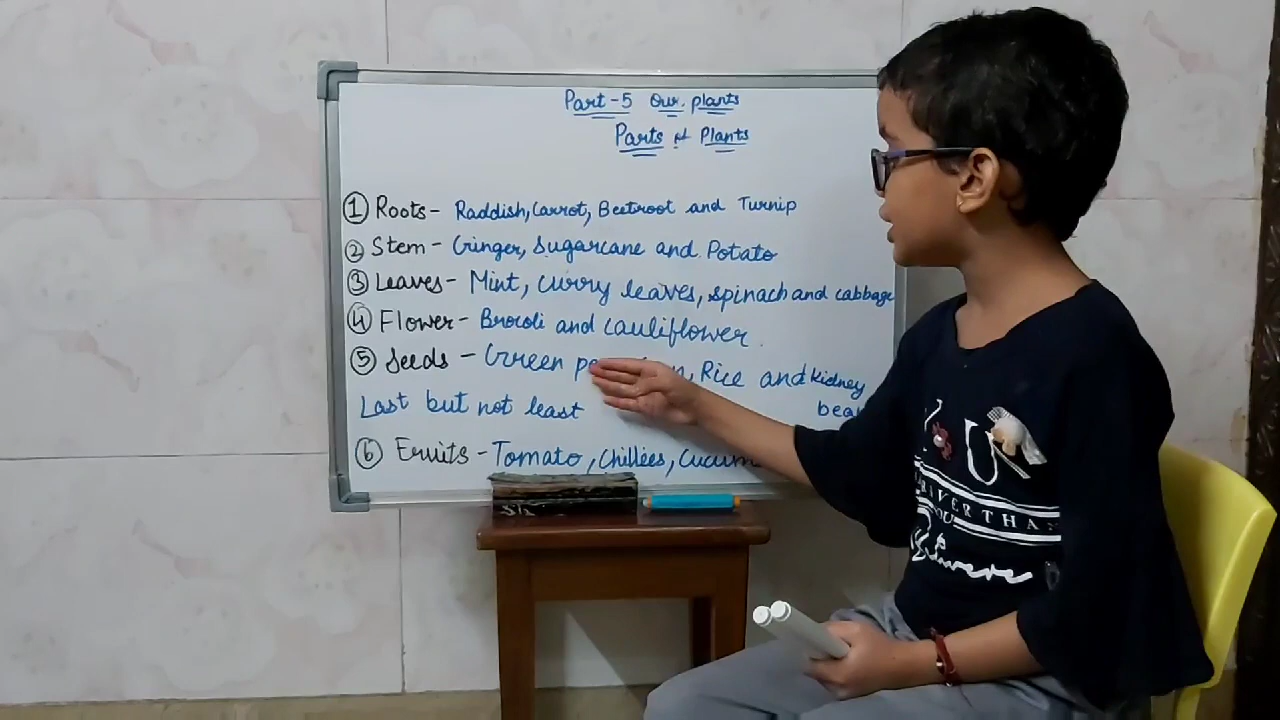 Part-5 Our plants
Parts of Plants
① Roots- Raddish, Carrot, Beetroot and Turnip
② Stem- Ginger, Sugarcane and Potato
③ Leaves- Mint, curry leaves, spinach and cabbage
④ Flower- Brocoli and cauliflower
⑤ Seeds - Green Rice and kidney
Last but not least
⑥ Fruits- Tomato, Chillies,